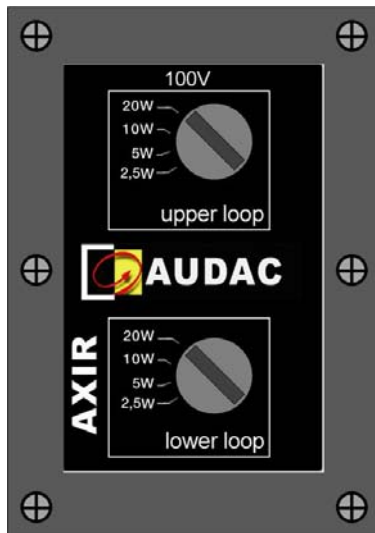 100V
20W
10W
5W
2,5W
upper loop
AUDAC
AXIR
20W
10W
5W
2,5W
lower loop